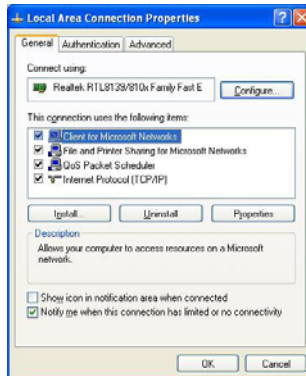 Local Area Connection Properties
General Authentication Advanced
Connect using:
Realtek RTL8139/810x Family Fast E
Configure...
This connection uses the following items:
Client for Microsoft Networks
File and Printer Sharing for Microsoft Networks
QoS Packet Scheduler
Internet Protocol (TCP/IP)
Install... Uninstall Properties
Description
Allows your computer to access resources on a Microsoft
network.
Show icon in notification area when connected
Notify me when this connection has limited or no connectivity
OK Cancel